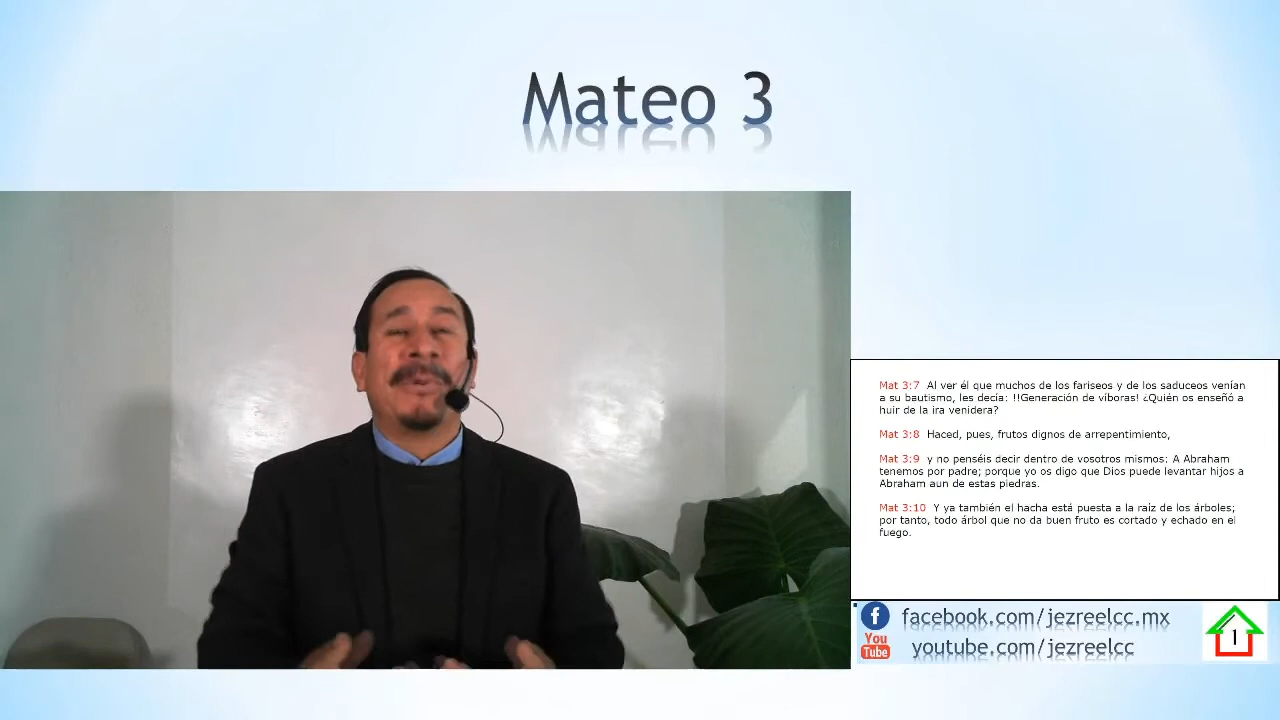 Mateo 3
Mat 3:7 Al ver él que muchos de los fariseos y de los saduceos venían
a su bautismo, les decía: !!Generación de víboras! ¿Quién os enseñó a
huir de la ira venidera?
Mat 3:8 Haced, pues, frutos dignos de arrepentimiento,
Mat 3:9 y no penséis decir dentro de vosotros mismos: A Abraham
tenemos por padre; porque yo os digo que Dios puede levantar hijos a
Abraham aun de estas piedras.
Mat 3:10 Y ya también el hacha está puesta a la raíz de los árboles;
por tanto, todo árbol que no da buen fruto es cortado y echado en el
fuego.
f facebook.com/jezreelcc.mx
You
Tube youtube.com/jezreelcc
1